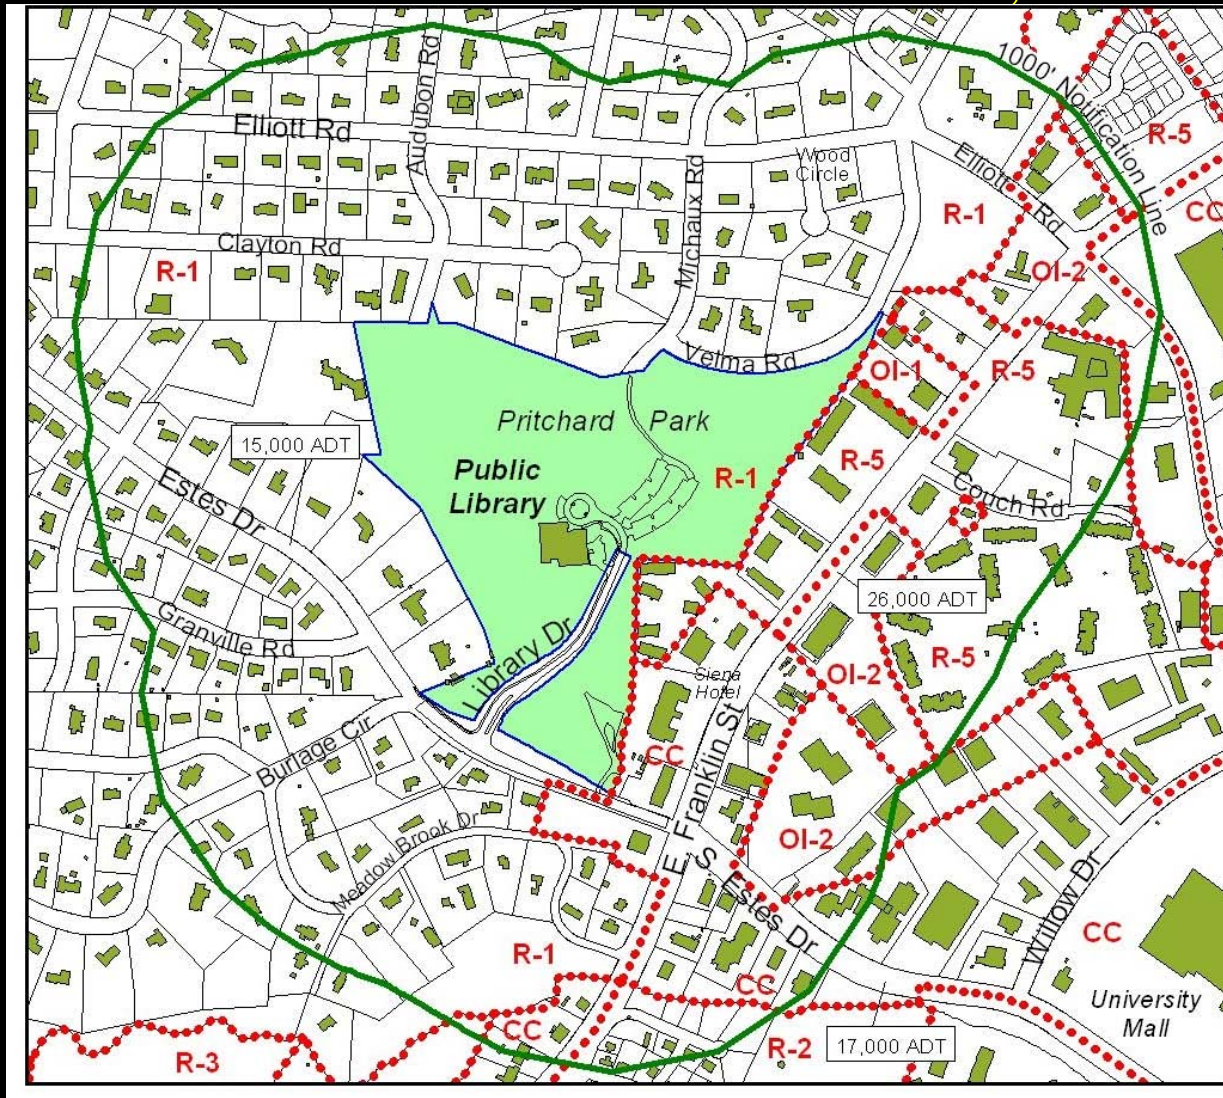 1000' Notification Line
Audubon Rd
Elliott Rd
R-5
Wood
Circle
Elliott Rd
Michaux Rd
R-1
CC
Clayton Rd
R-1
OI-2
Velma Rd
OI-1
R-5
Pritchard Park
15,000 ADT
Public
Library
R-5
R-1
Estes Dr
Couch Rd
26,000 ADT
Granville Rd
Library Dr
R-5
Siena
Hotel
OI-2
Burlage Cir
CC
E. Franklin St
OI-2
Meadow Brook Dr
S. Estes Dr
Willow Dr
CC
R-1
CC
University
Mall
CC
R-3
R-2
17,000 ADT